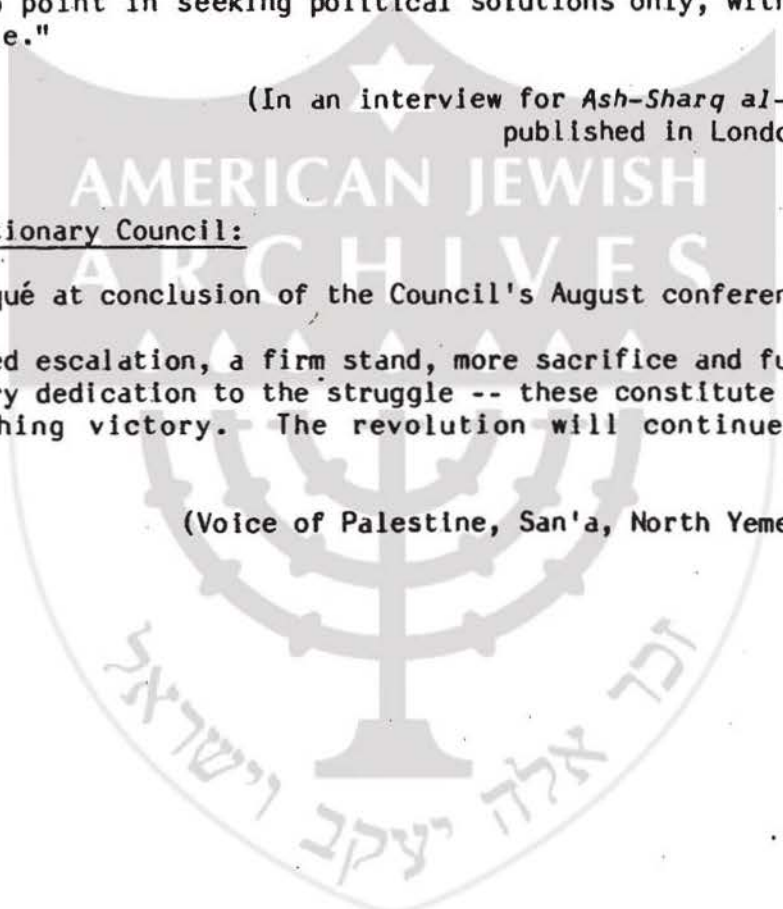 point in seeking political solutions only, with
e."
(In an interview for Ash-Sharq al-
published in Londo
AMERICAN JEWISH
ARCHIVES
ionary Council:
qué at conclusion of the Council's August conferen
ed escalation, a firm stand, more sacrifice and fu
ry dedication to the struggle -- these constitute
hing victory. The revolution will continue
(Voice of Palestine, San'a, North Yeme
זכר אלה יעקב וישראל